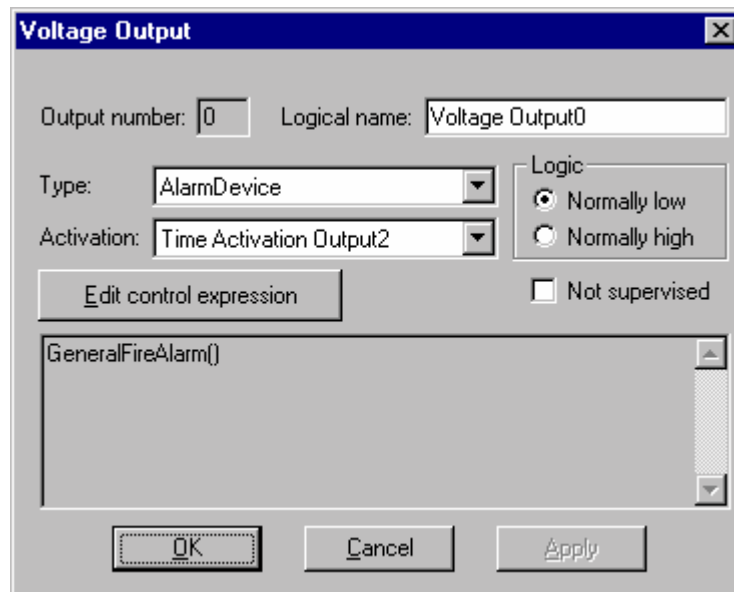 Voltage Output
Output number: 0 Logical name: Voltage Output0
Type: AlarmDevice
Logic
Normally low
Activation: Time Activation Output2
Normally high
Edit control expression
Not supervised
GeneralFireAlarm()
OK Cancel Apply